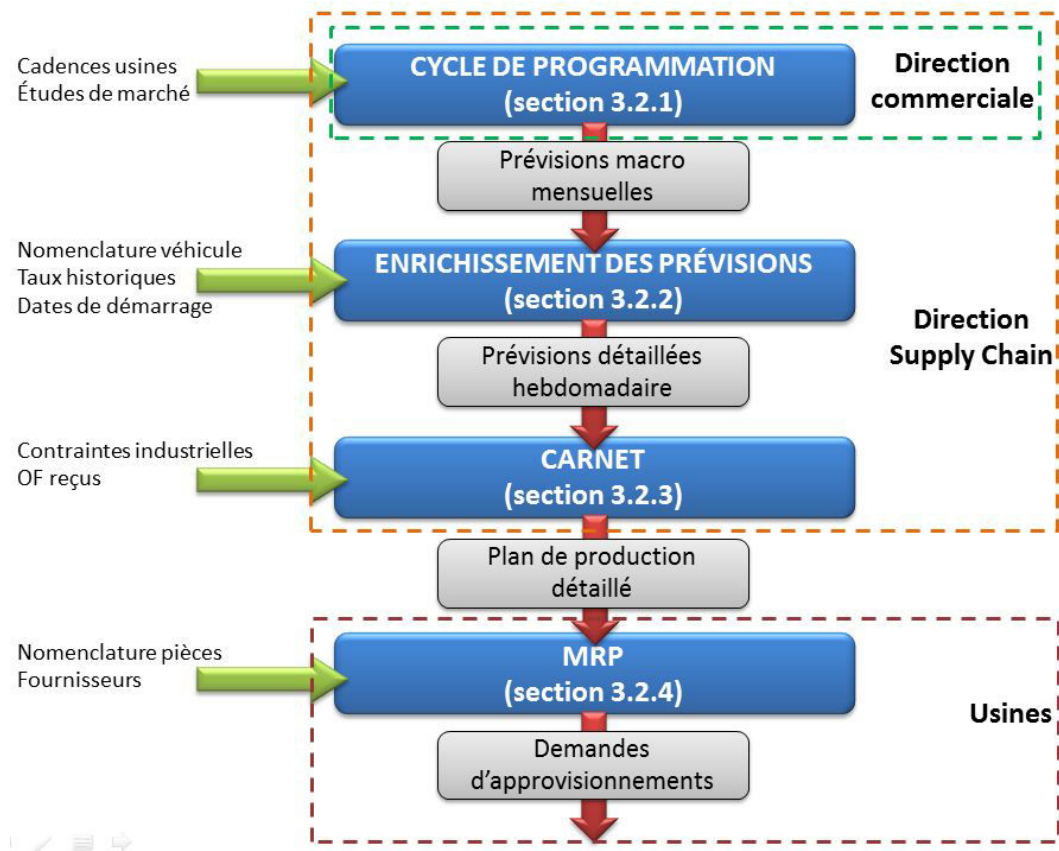 Cadences usines
Études de marché
CYCLE DE PROGRAMMATION
(section 3.2.1)
Direction
commerciale
Prévisions macro
mensuelles
Nomenclature véhicule
Taux historiques
Dates de démarrage
ENRICHISSEMENT DES PRÉVISIONS
(section 3.2.2)
Direction
Supply Chain
Prévisions détaillées
hebdomadaire
Contraintes industrielles
OF reçus
CARNET
(section 3.2.3)
Plan de production
détaillé
Nomenclature pièces
Fournisseurs
MRP
(section 3.2.4)
Usines
Demandes
d’approvisionnements